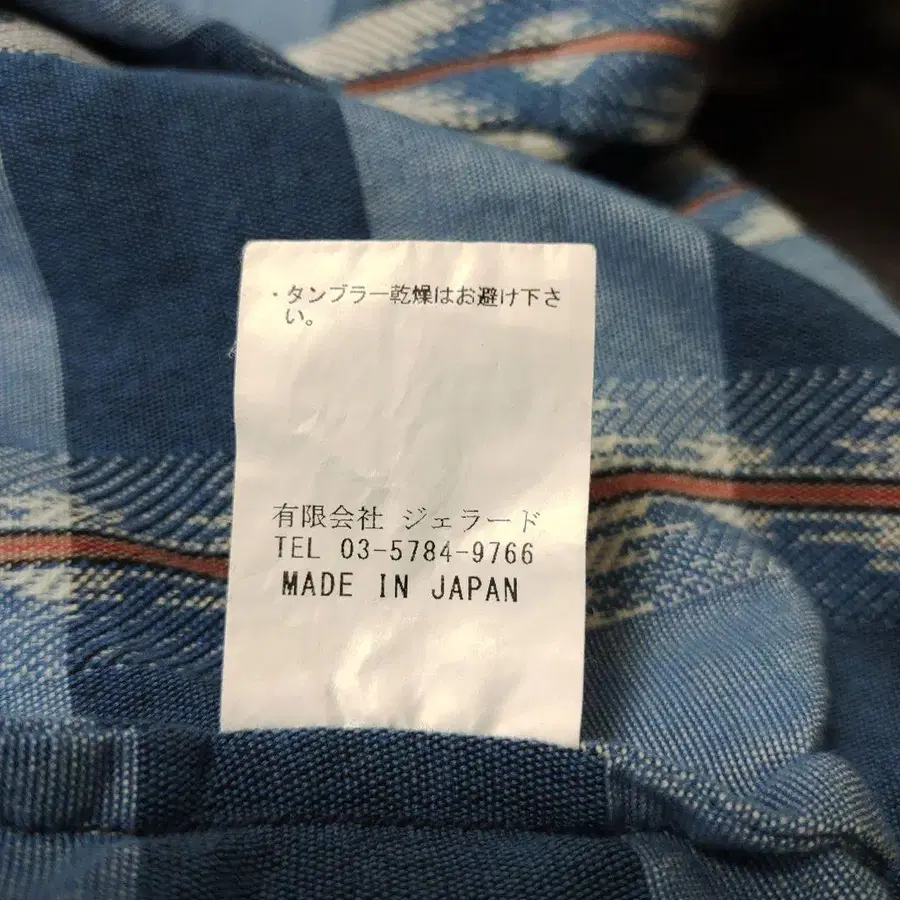 ・タンブラー乾燥はお避け下さ
い。
有限会社 ジェラード
TEL 03-5784-9766
MADE IN JAPAN